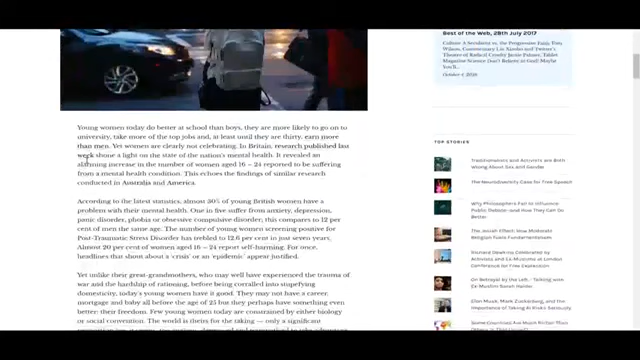 Young women today do better at school than boys, they are more likely to go on to
university, take more of the top jobs and, at least until they are thirty, earn more
than men. Yet women are clearly not celebrating. In Britain, research published last
week shone a light on the state of the nation's mental health. It revealed an
alarming increase in the number of women aged 16 – 24 reported to be suffering
from a mental health condition. This echoes the findings of similar research
conducted in Australia and America.
According to the latest statistics, almost 30% of young British women have a
problem with their mental health. One in five suffer from anxiety, depression,
panic disorder, phobia or obsessive compulsive disorder; this compares to 12
per cent of men the same age. The number of young women screening positive for
Post-Traumatic Stress Disorder has trebled to 12.6 per cent in just seven years.
Almost 20 per cent of women aged 16 – 24 report self-harming. For once,
headlines that shout about a 'crisis' or an 'epidemic' appear justified.
Yet unlike their great-grandmothers, who may well have experienced the trauma of
war and the hardship of rationing, before being corralled into stupefying
domesticity, today's young women have it good. They may not have a career,
mortgage and baby all before the age of 25 but they perhaps have something even
better: their freedom. Few young women today are constrained by either biology
or social convention. The world is theirs for the taking — only a significant
Best of the Web, 28th July 2017
TOP STORIES
Traditionalists and Activists are Both
Wrong About Sex and Gender
The Neurodiversity Case for Free Speech
Why Philosophers Fail to Influence
Public Debate–and How They Can Do
Better
The Jesuit Effect: How Moderate
Religion Fuels Fundamentalism
Richard Dawkins Celebrated by
Activists and Ex-Muslims at London
Conference for Free Expression
On Betrayal by the Left – Talking with
Ex-Muslim Sarah Haider
Elon Musk, Mark Zuckerberg, and the
Importance of Taking AI Risks Seriously